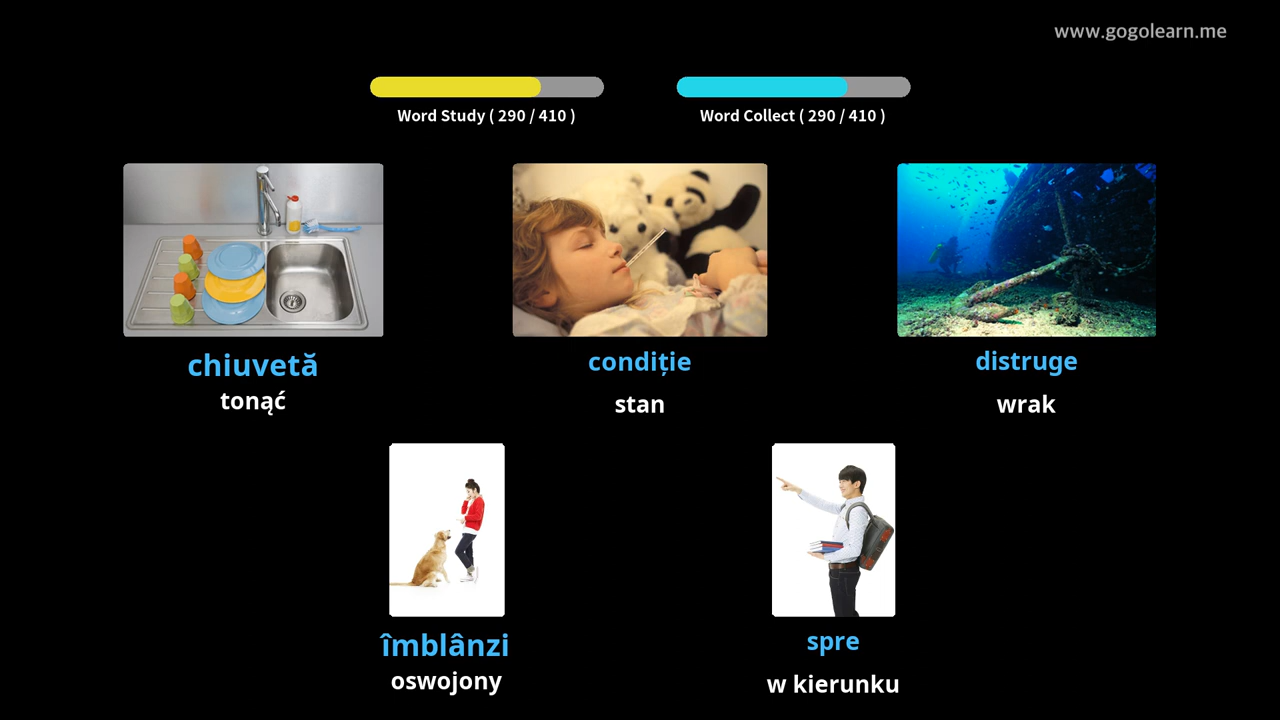 www.gogolearn.me
Word Study ( 290 / 410 )
Word Collect ( 290 / 410 )
chiuvetă
tonąć
condiție
stan
distruge
wrak
îmblânzi
oswojony
spre
w kierunku